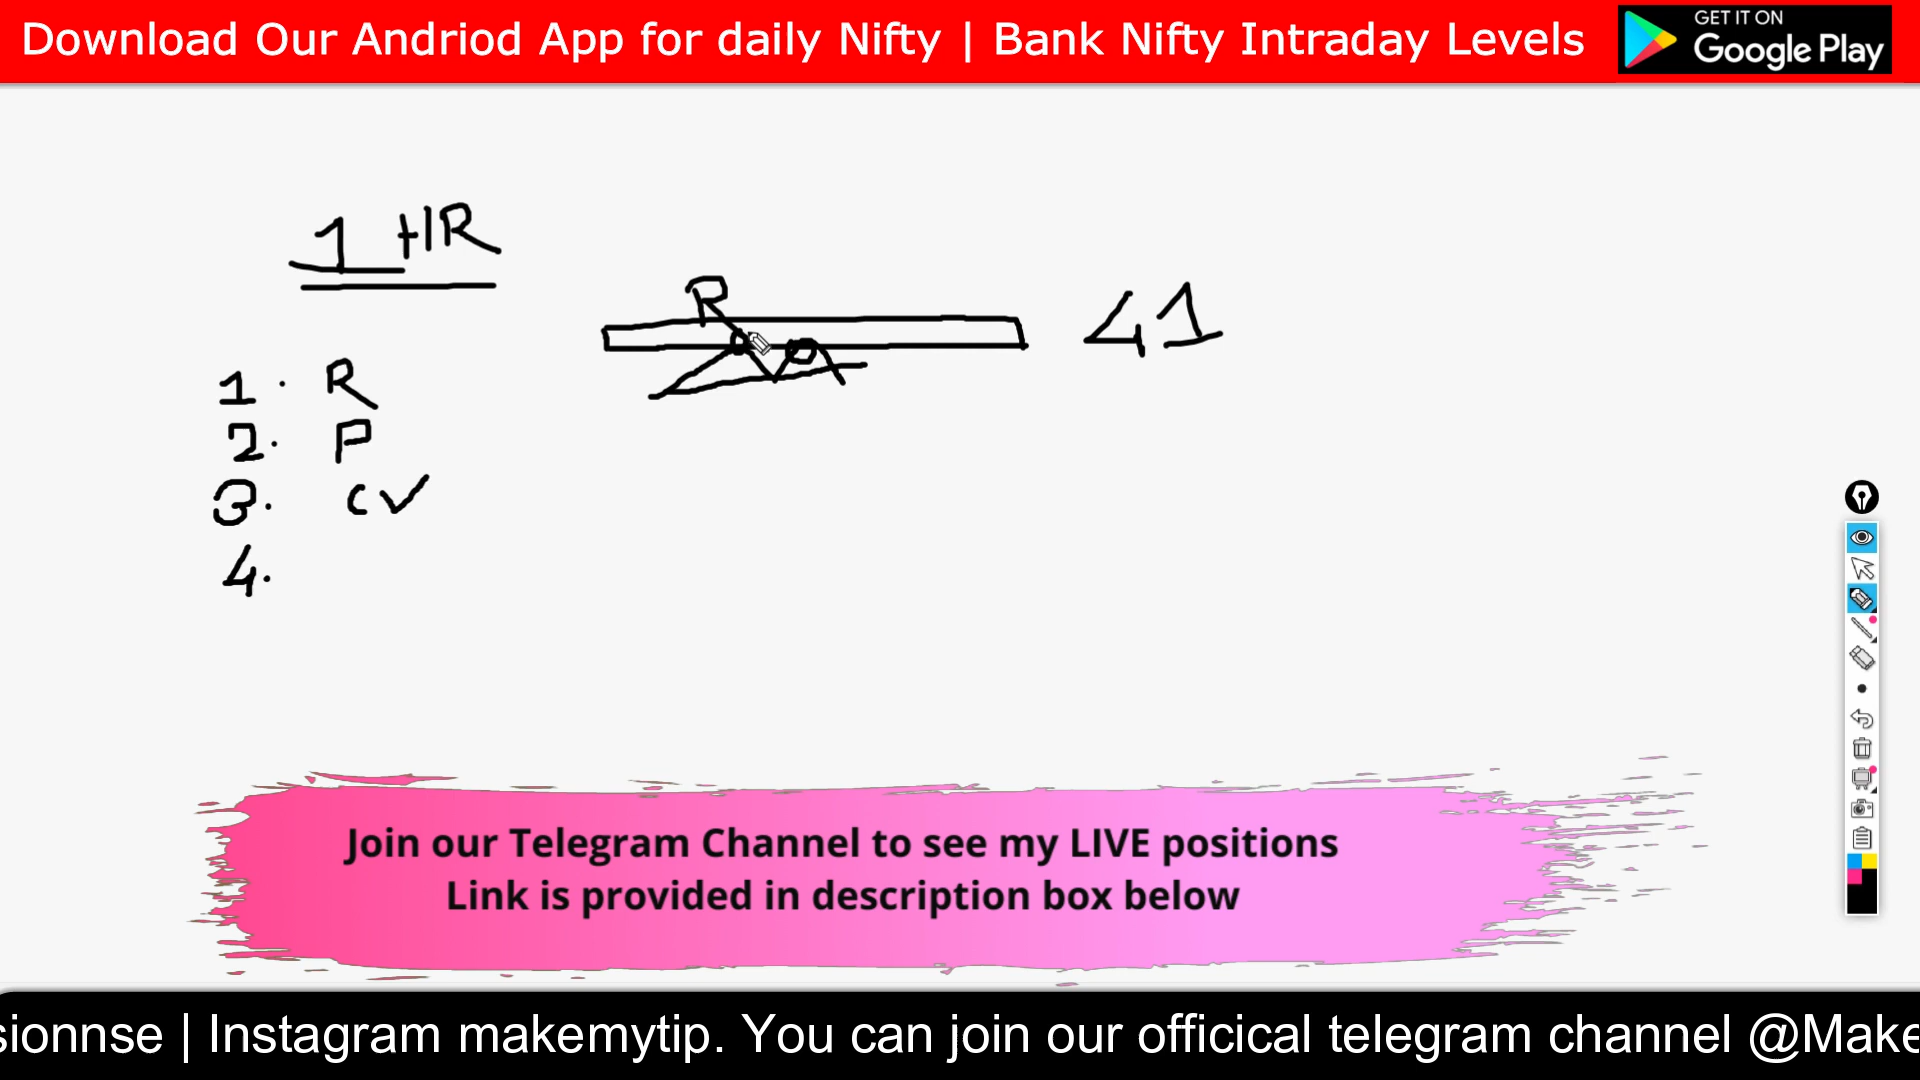 Download Our Andriod App for daily Nifty | Bank Nifty Intraday Levels
GET IT ON
Google Play
1 HR
R
41
1. R
2. P
3. CV
4.
Join our Telegram Channel to see my LIVE positions
Link is provided in description box below
sionnse | Instagram makemytip. You can join our officical telegram channel @Make